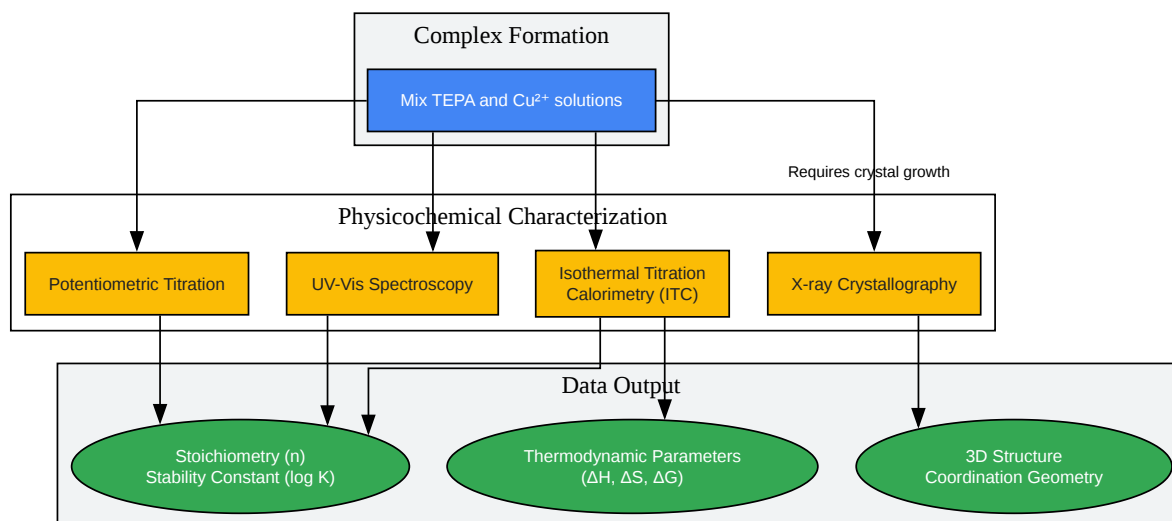 Complex Formation
Mix TEPA and Cu²⁺ solutions
Requires crystal growth
Physicochemical Characterization
Potentiometric Titration
UV-Vis Spectroscopy
Isothermal Titration
Calorimetry (ITC)
X-ray Crystallography
Data Output
Stoichiometry (n)
Stability Constant (log K)
Thermodynamic Parameters
(ΔH, ΔS, ΔG)
3D Structure
Coordination Geometry